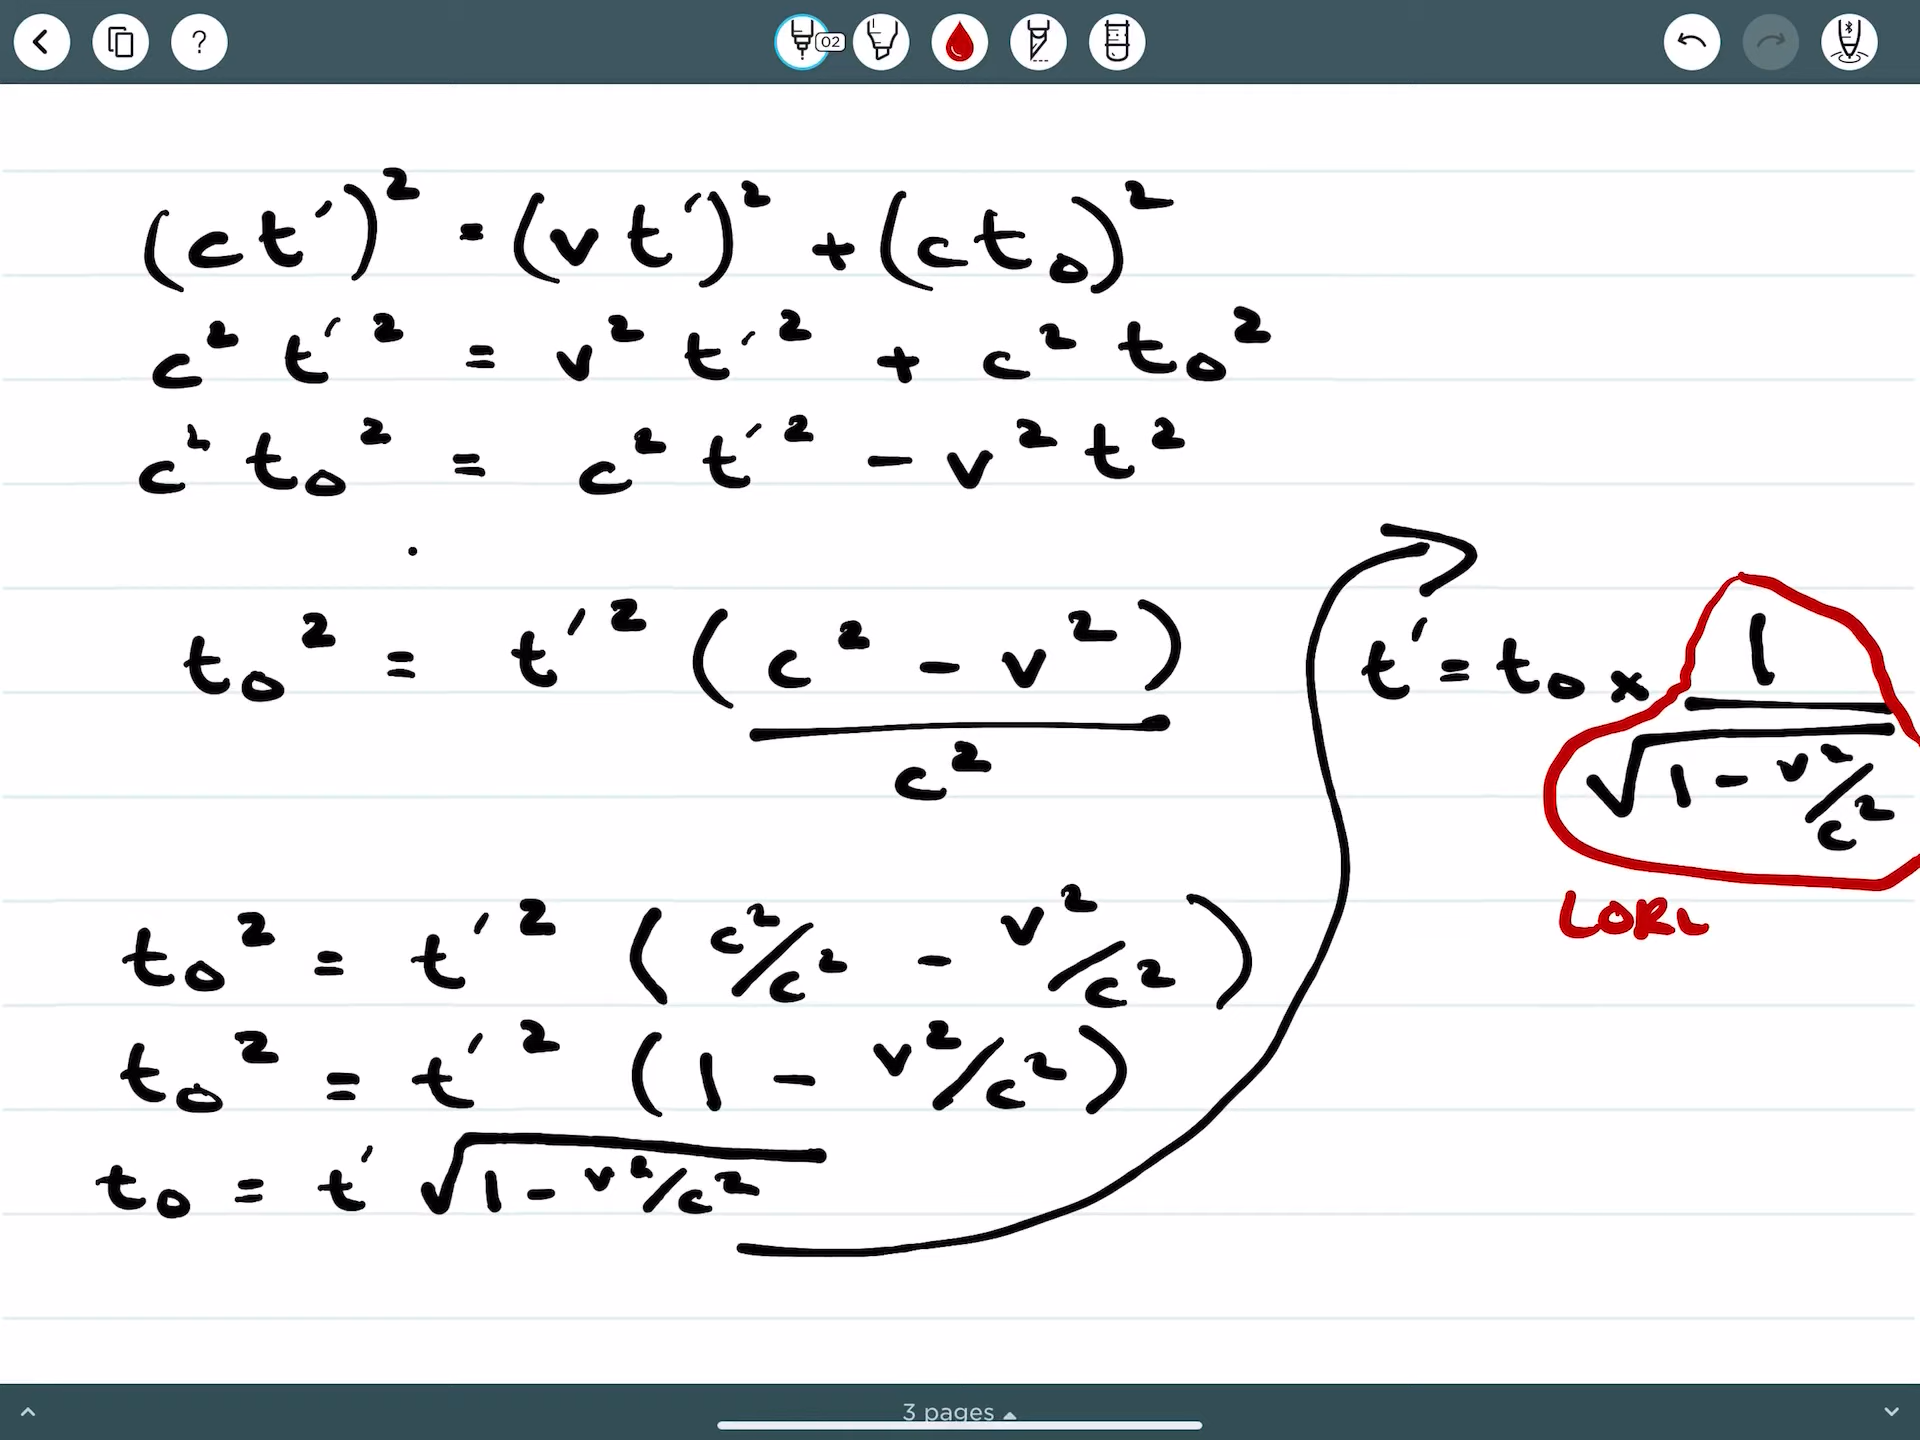 ?
02
(ct′)² = (vt′)² + (ct₀)²
c² t′² = v² t′² + c² t₀²
c² t₀² = c² t′² − v² t²
t₀² = t′² (c² − v²)
c²
t₀² = t′² (c²/c² − v²/c²)
t₀² = t′² (1 − v²/c²)
t₀ = t′ √1 − v²/c²
t′ = t₀ × 1
√1 − v²/c²
LORL
3 pages